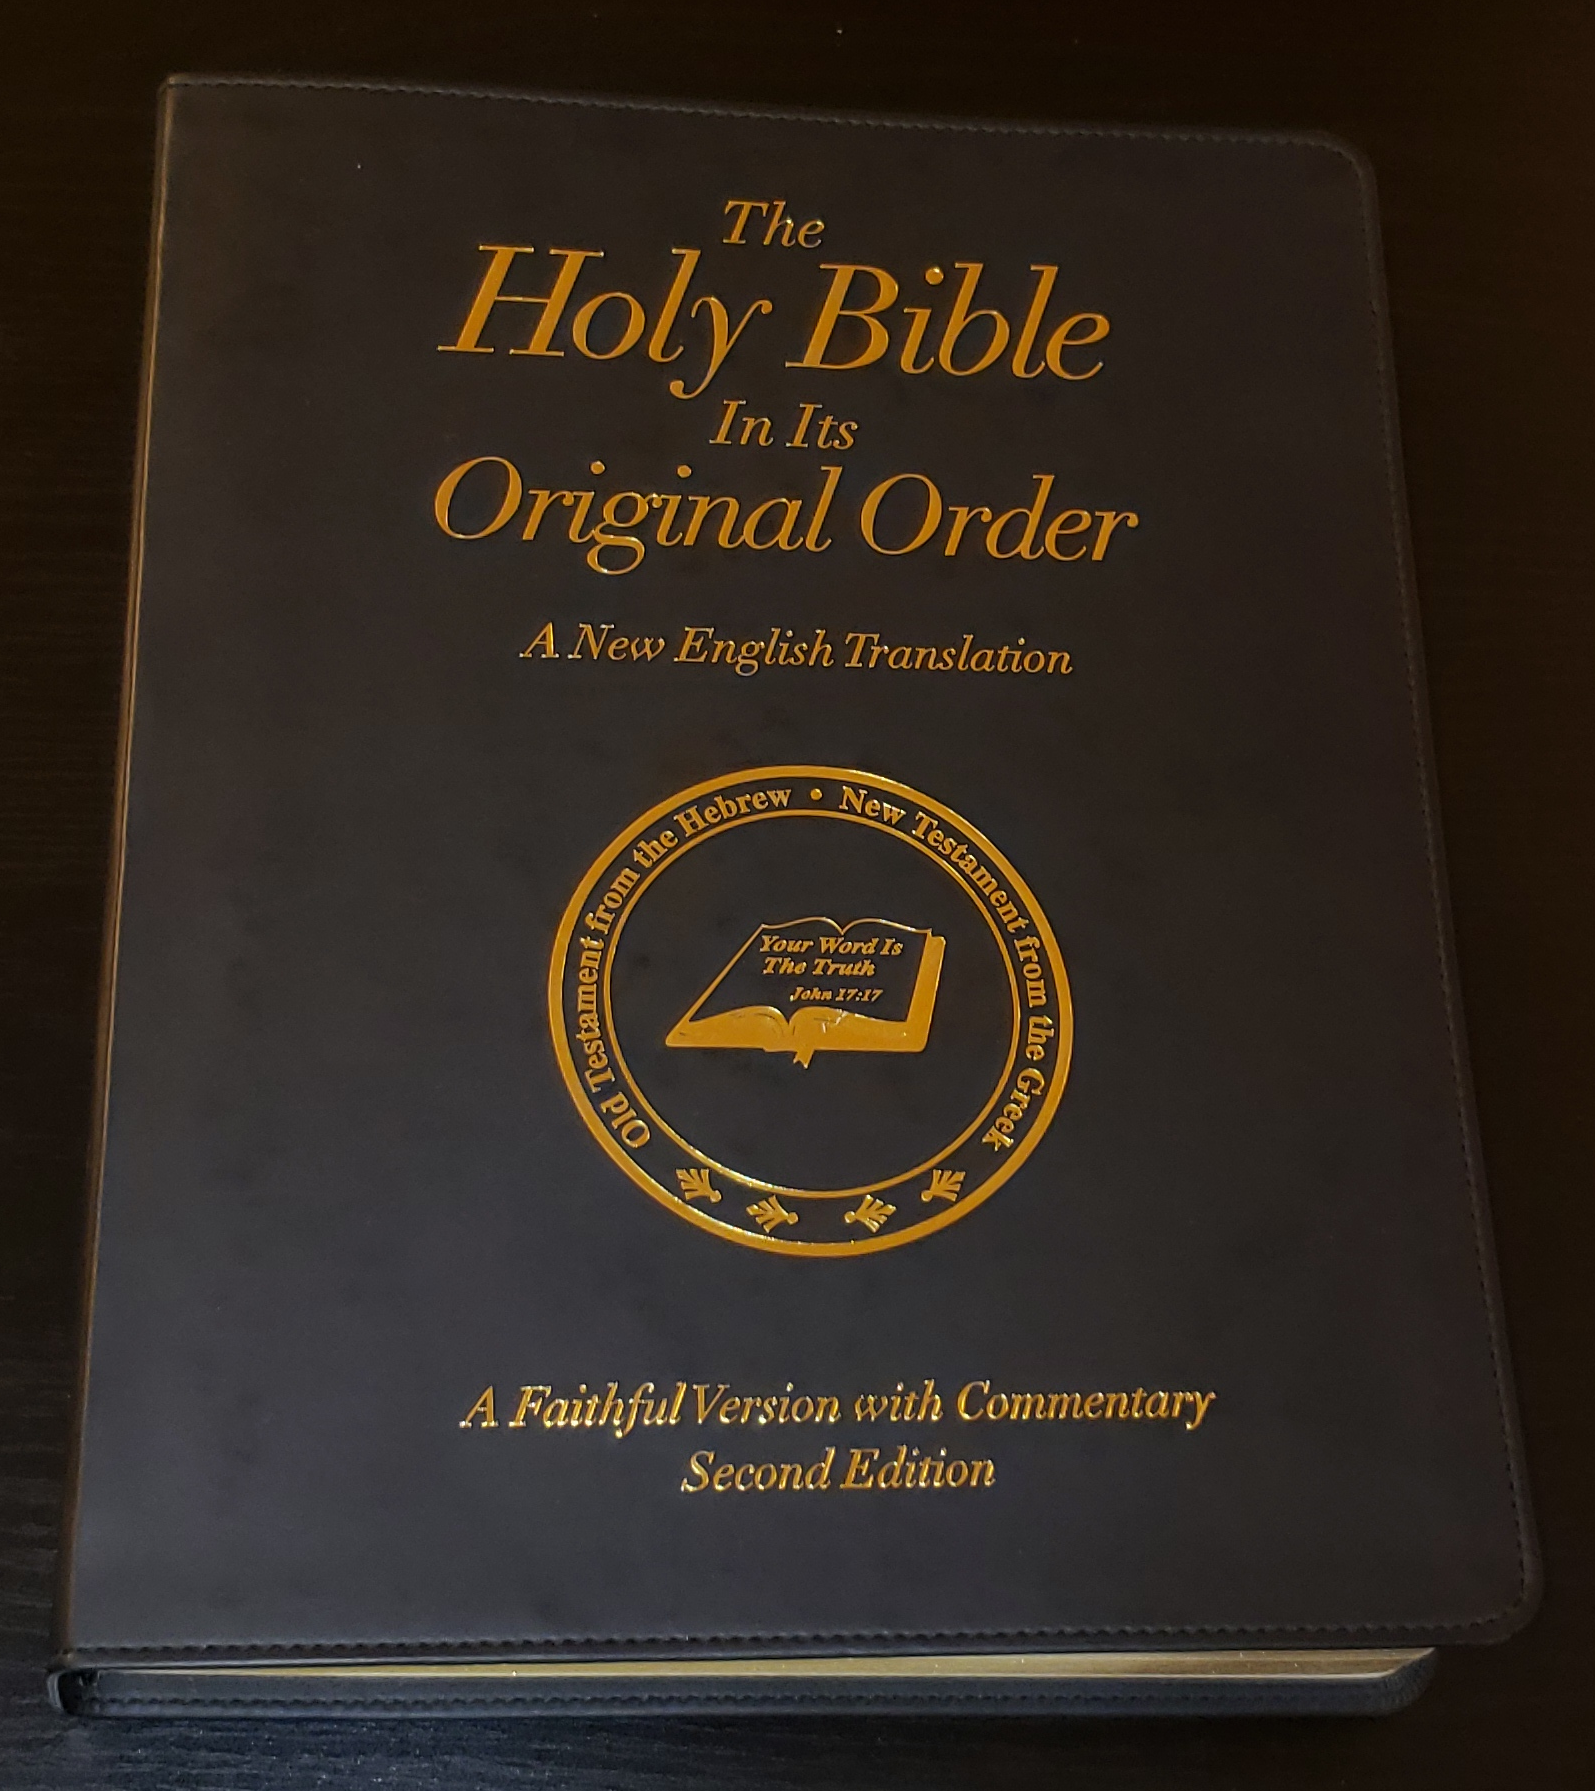 The
Holy Bible
In Its
Original Order
A New English Translation
Old Testament from the Hebrew • New Testament from the Greek
Your Word Is
The Truth
John 17:17
A Faithful Version with Commentary
Second Edition